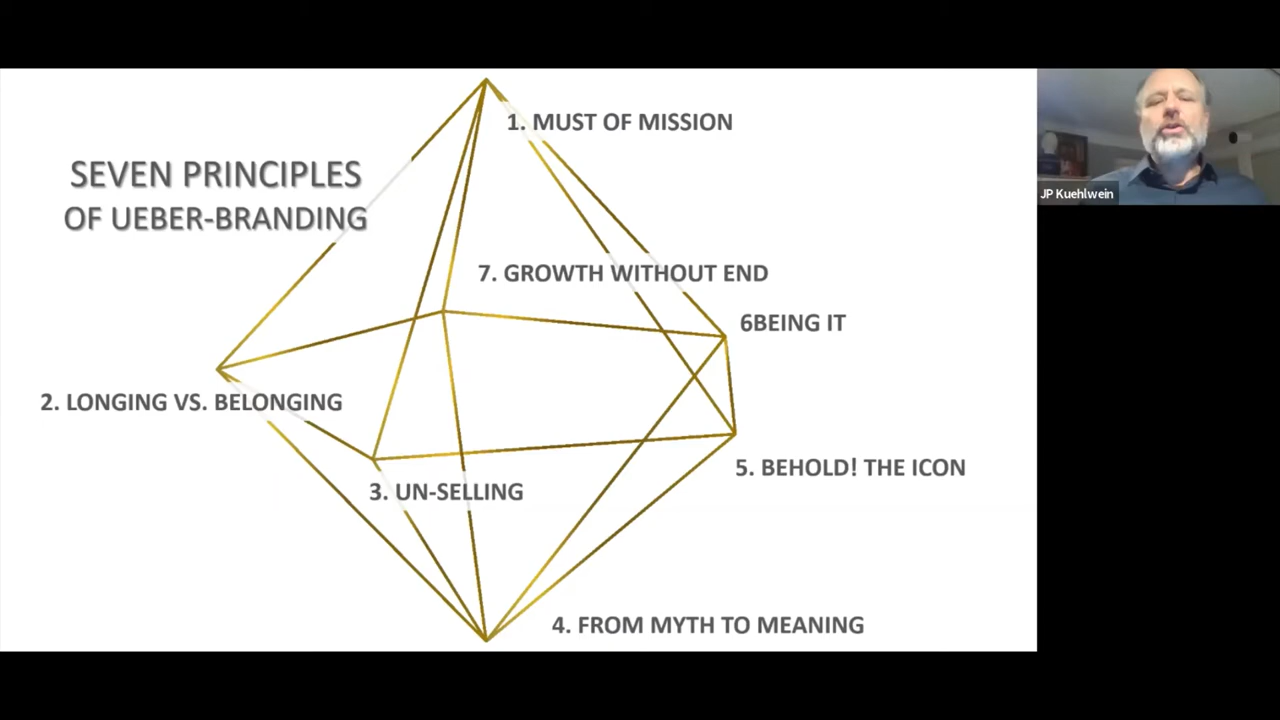 SEVEN PRINCIPLES
OF UEBER-BRANDING
1. MUST OF MISSION
7. GROWTH WITHOUT END
6BEING IT
2. LONGING VS. BELONGING
5. BEHOLD! THE ICON
3. UN-SELLING
4. FROM MYTH TO MEANING
JP Kuehlwein